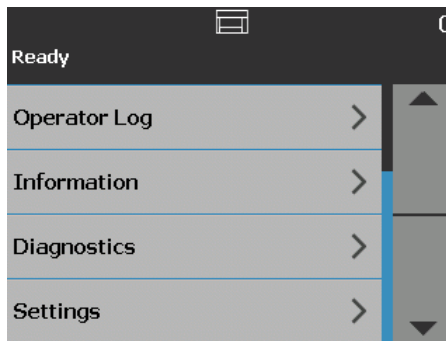 Ready
Operator Log
Information
Diagnostics
Settings